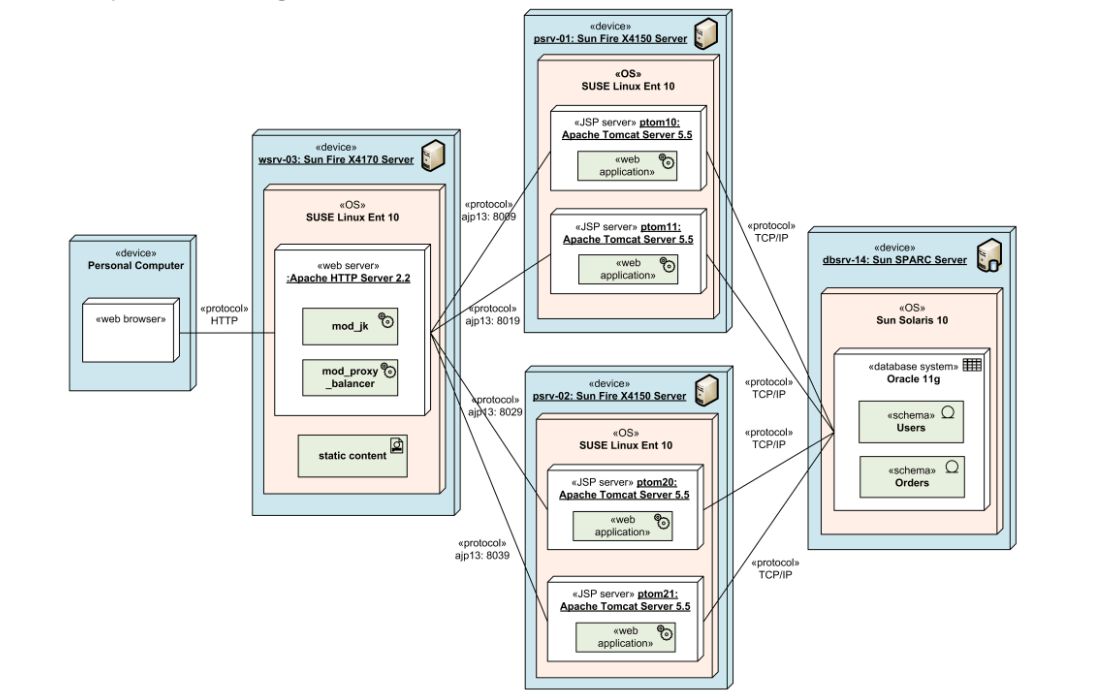 «device»
Personal Computer
«web browser»
«protocol»
HTTP
«device»
wsrv-03: Sun Fire X4170 Server
«OS»
SUSE Linux Ent 10
«web server»
:Apache HTTP Server 2.2
mod_jk
mod_proxy
_balancer
static content
«protocol»
ajp13: 8009
«protocol»
ajp13: 8019
«protocol»
ajp13: 8029
«protocol»
ajp13: 8039
«device»
psrv-01: Sun Fire X4150 Server
«OS»
SUSE Linux Ent 10
«JSP server» ptom10:
Apache Tomcat Server 5.5
«web
application»
«JSP server» ptom11:
Apache Tomcat Server 5.5
«web
application»
«device»
psrv-02: Sun Fire X4150 Server
«OS»
SUSE Linux Ent 10
«JSP server» ptom20:
Apache Tomcat Server 5.5
«web
application»
«JSP server» ptom21:
Apache Tomcat Server 5.5
«web
application»
«protocol»
TCP/IP
«protocol»
TCP/IP
«protocol»
TCP/IP
«protocol»
TCP/IP
«device»
dbsrv-14: Sun SPARC Server
«OS»
Sun Solaris 10
«database system»
Oracle 11g
«schema»
Users
«schema»
Orders